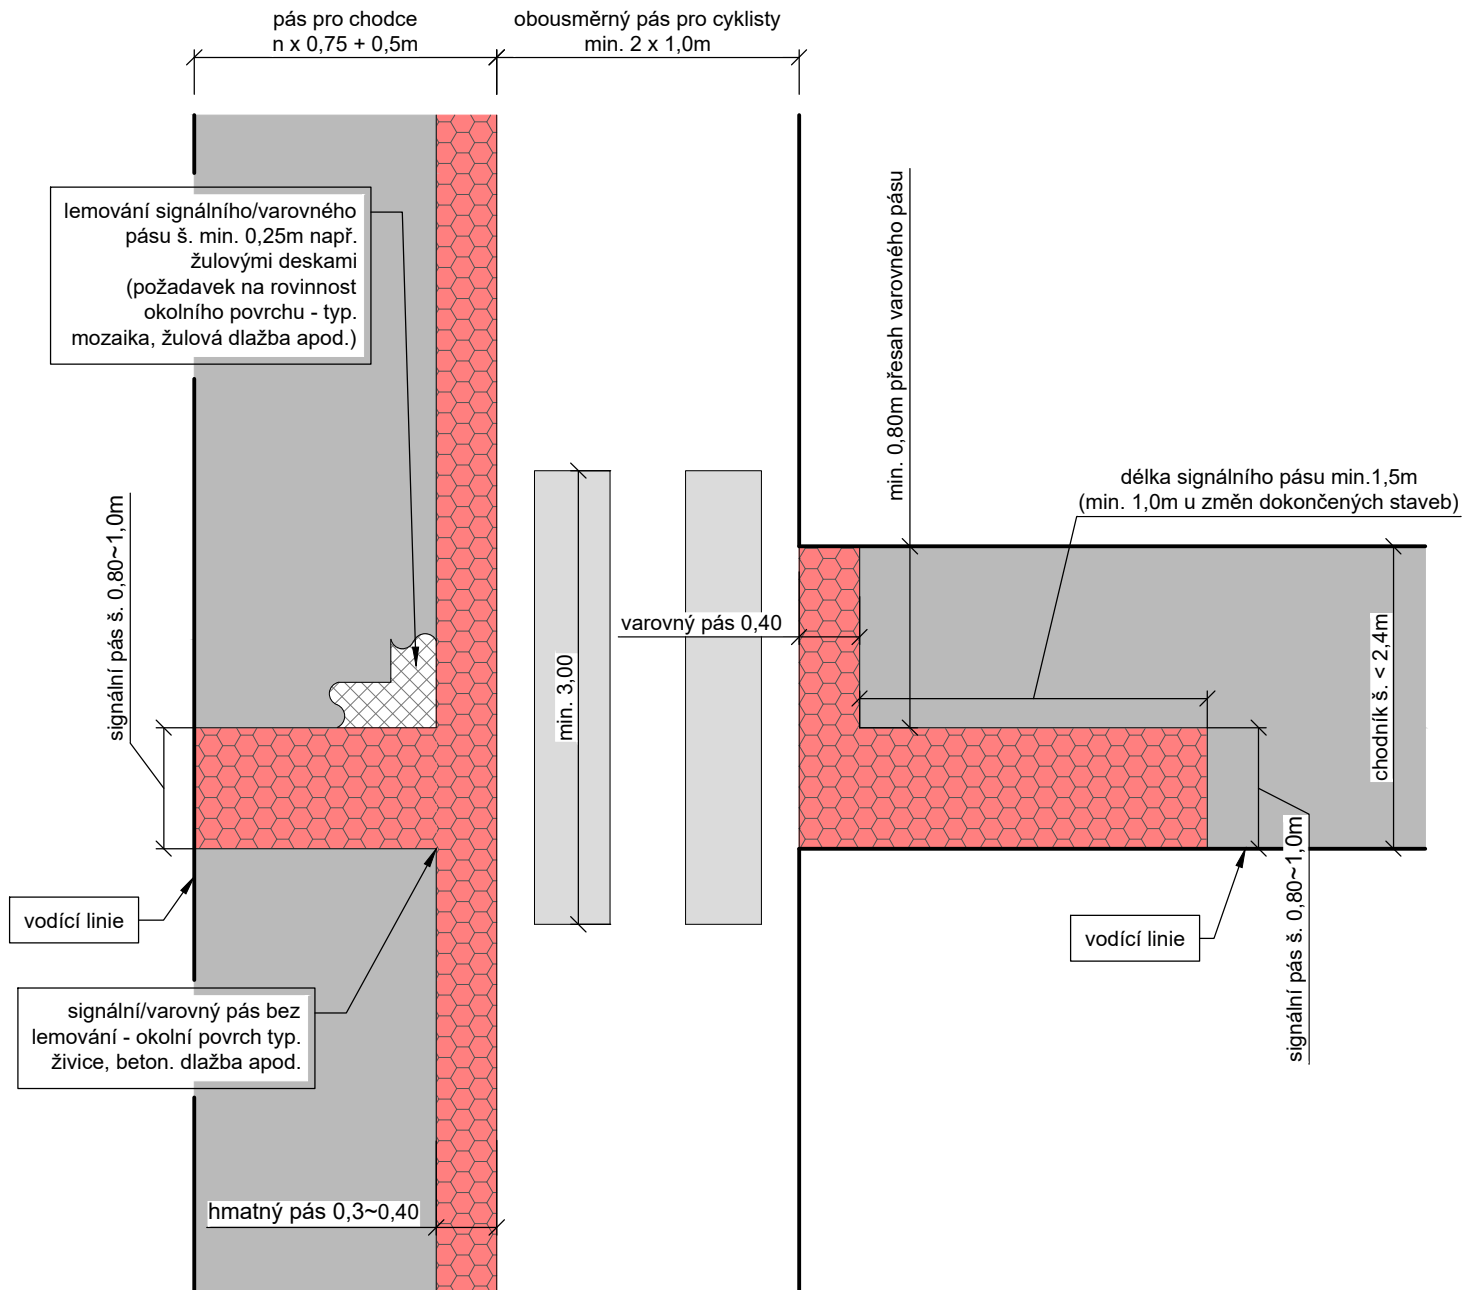 pás pro chodce
n x 0,75 + 0,5m
obousměrný pás pro cyklisty
min. 2 x 1,0m
lemování signálního/varovného
pásu š. min. 0,25m např.
žulovými deskami
(požadavek na rovinnost
okolního povrchu - typ.
mozaika, žulová dlažba apod.)
min. 0,80m přesah varovného pásu
délka signálního pásu min.1,5m
(min. 1,0m u změn dokončených staveb)
signální pás š. 0,80~1,0m
varovný pás 0,40
min. 3,00
chodník š. < 2,4m
signální pás š. 0,80~1,0m
vodící linie
vodící linie
signální/varovný pás bez
lemování - okolní povrch typ.
živice, beton. dlažba apod.
hmatný pás 0,3~0,40